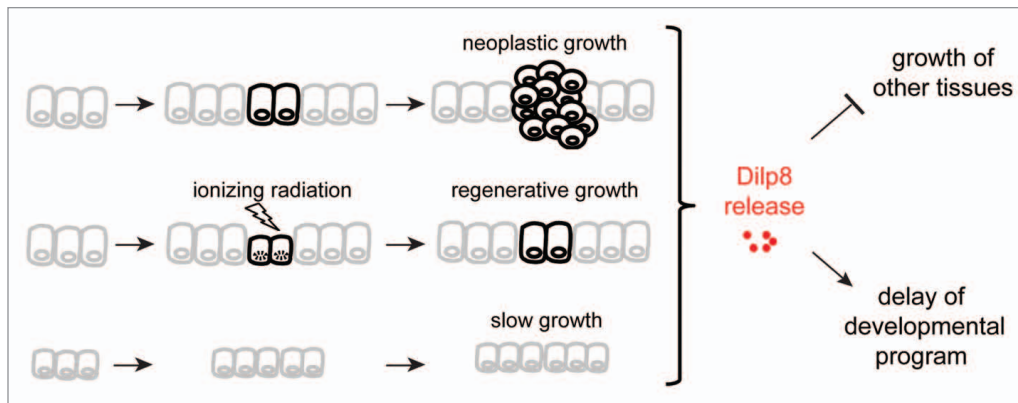 neoplastic growth
ionizing radiation
regenerative growth
slow growth
Dilp8
release
growth of
other tissues
delay of
developmental
program